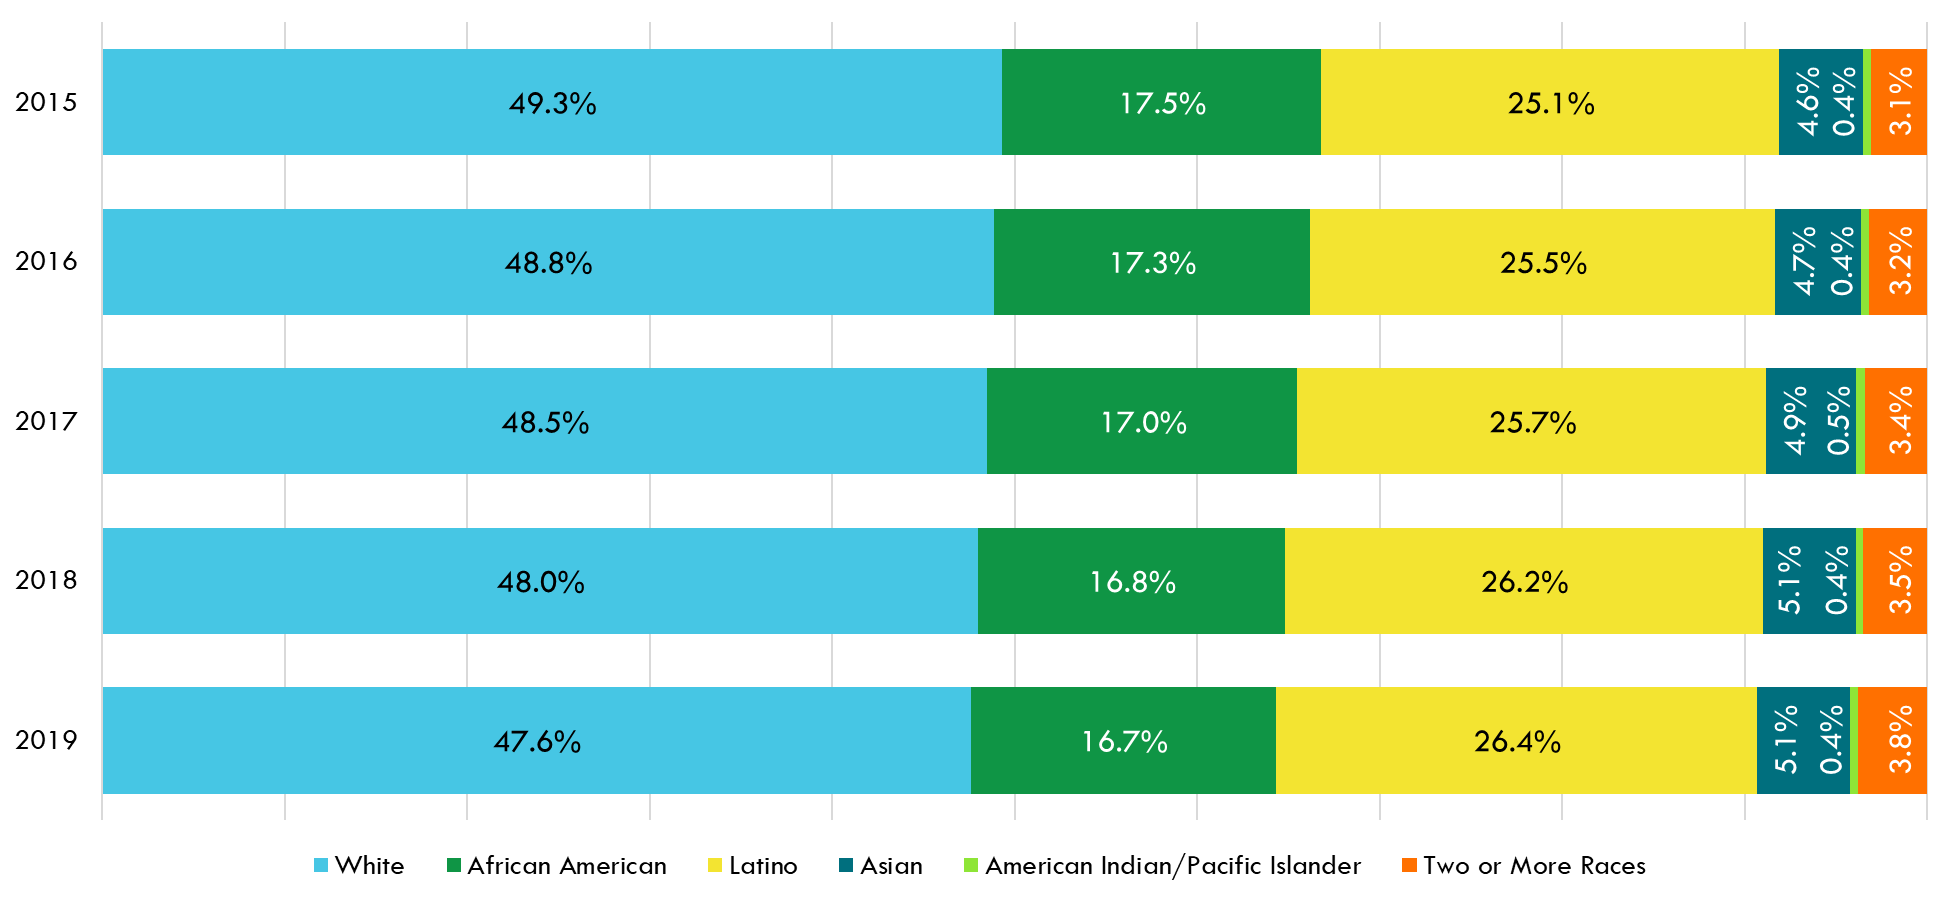 2015 49.3% 17.5% 25.1% 4.6% 0.4% 3.1%
2016 48.8% 17.3% 25.5% 4.7% 0.4% 3.2%
2017 48.5% 17.0% 25.7% 4.9% 0.5% 3.4%
2018 48.0% 16.8% 26.2% 5.1% 0.4% 3.5%
2019 47.6% 16.7% 26.4% 5.1% 0.4% 3.8%
White African American Latino Asian American Indian/Pacific Islander Two or More Races